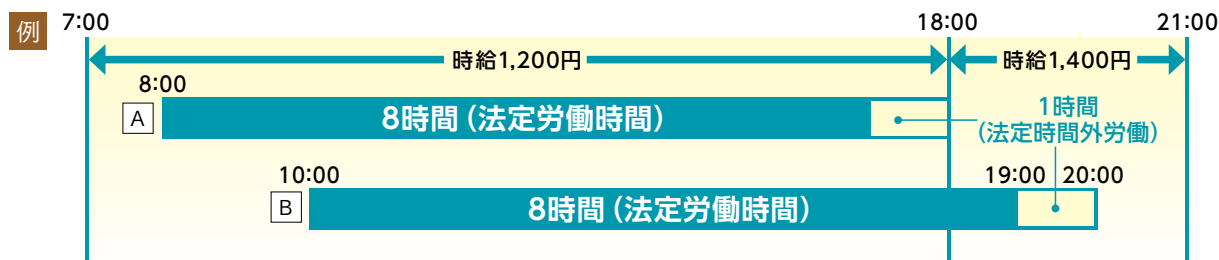 例
7:00 18:00 21:00
時給1,200円 時給1,400円
8:00
A 8時間(法定労働時間)
1時間
(法定時間外労働)
10:00 19:00 20:00
B 8時間(法定労働時間)